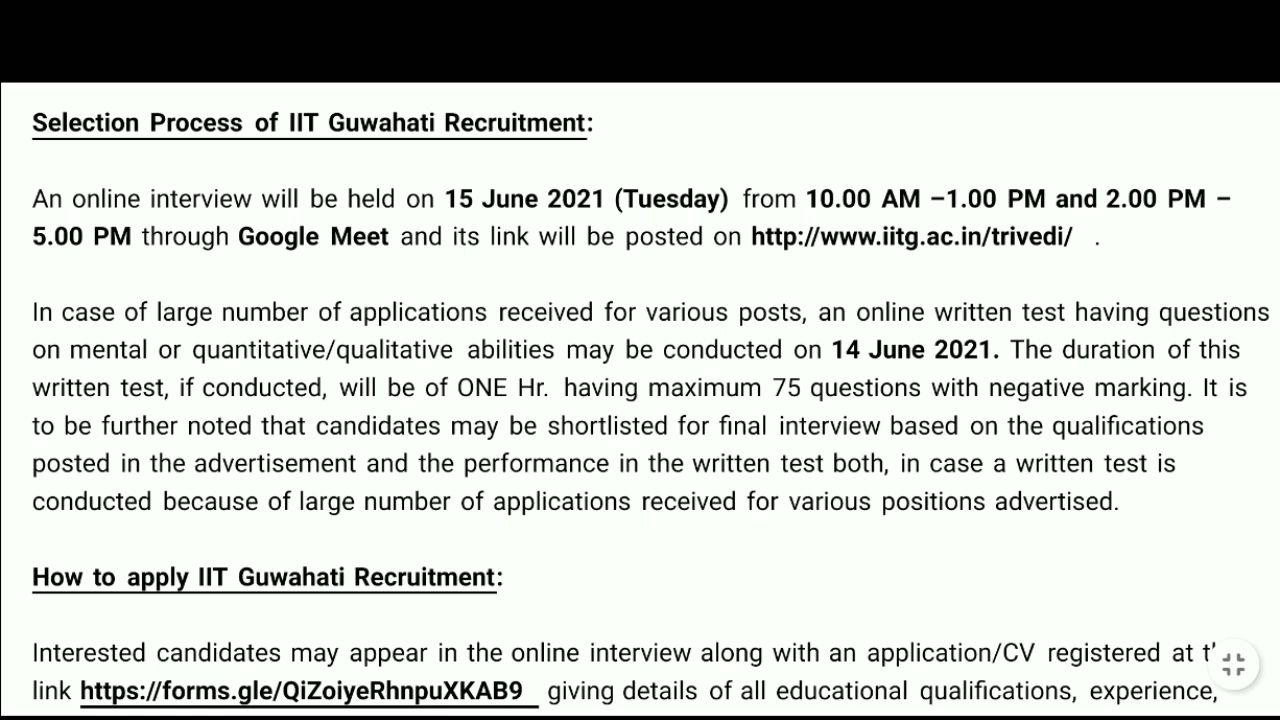 Selection Process of IIT Guwahati Recruitment:
An online interview will be held on 15 June 2021 (Tuesday) from 10.00 AM –1.00 PM and 2.00 PM –
5.00 PM through Google Meet and its link will be posted on http://www.iitg.ac.in/trivedi/ .
In case of large number of applications received for various posts, an online written test having questions
on mental or quantitative/qualitative abilities may be conducted on 14 June 2021. The duration of this
written test, if conducted, will be of ONE Hr. having maximum 75 questions with negative marking. It is
to be further noted that candidates may be shortlisted for final interview based on the qualifications
posted in the advertisement and the performance in the written test both, in case a written test is
conducted because of large number of applications received for various positions advertised.
How to apply IIT Guwahati Recruitment:
Interested candidates may appear in the online interview along with an application/CV registered at
link https://forms.gle/QiZoiyeRhnpuXKAB9 giving details of all educational qualifications, experience,